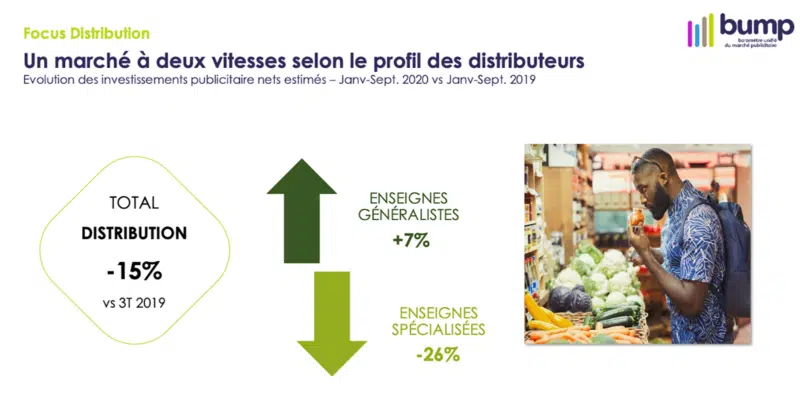 Focus Distribution
bump
baromètre unifié
du marché publicitaire
Un marché à deux vitesses selon le profil des distributeurs
Evolution des investissements publicitaire nets estimés – Janv-Sept. 2020 vs Janv-Sept. 2019
TOTAL
DISTRIBUTION
-15%
vs 3T 2019
ENSEIGNES
GÉNÉRALISTES
+7%
ENSEIGNES
SPÉCIALISÉES
-26%